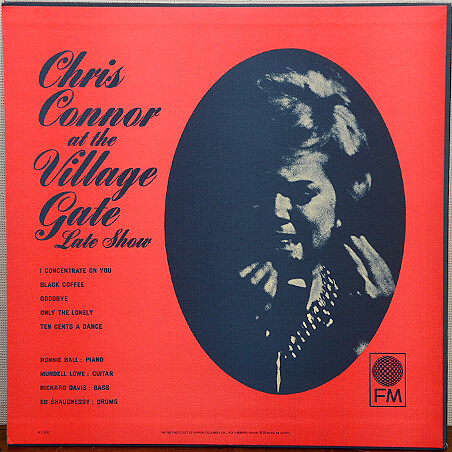 Chris
Connor
at the
Village
Gate
Late Show
I CONCENTRATE ON YOU
BLACK COFFEE
GOODBYE
ONLY THE LONELY
TEN CENTS A DANCE
RONNIE BALL : PIANO
MUNDELL LOWE : GUITAR
RICHARD DAVIS : BASS
ED SHAUGNESSY : DRUMS
FM